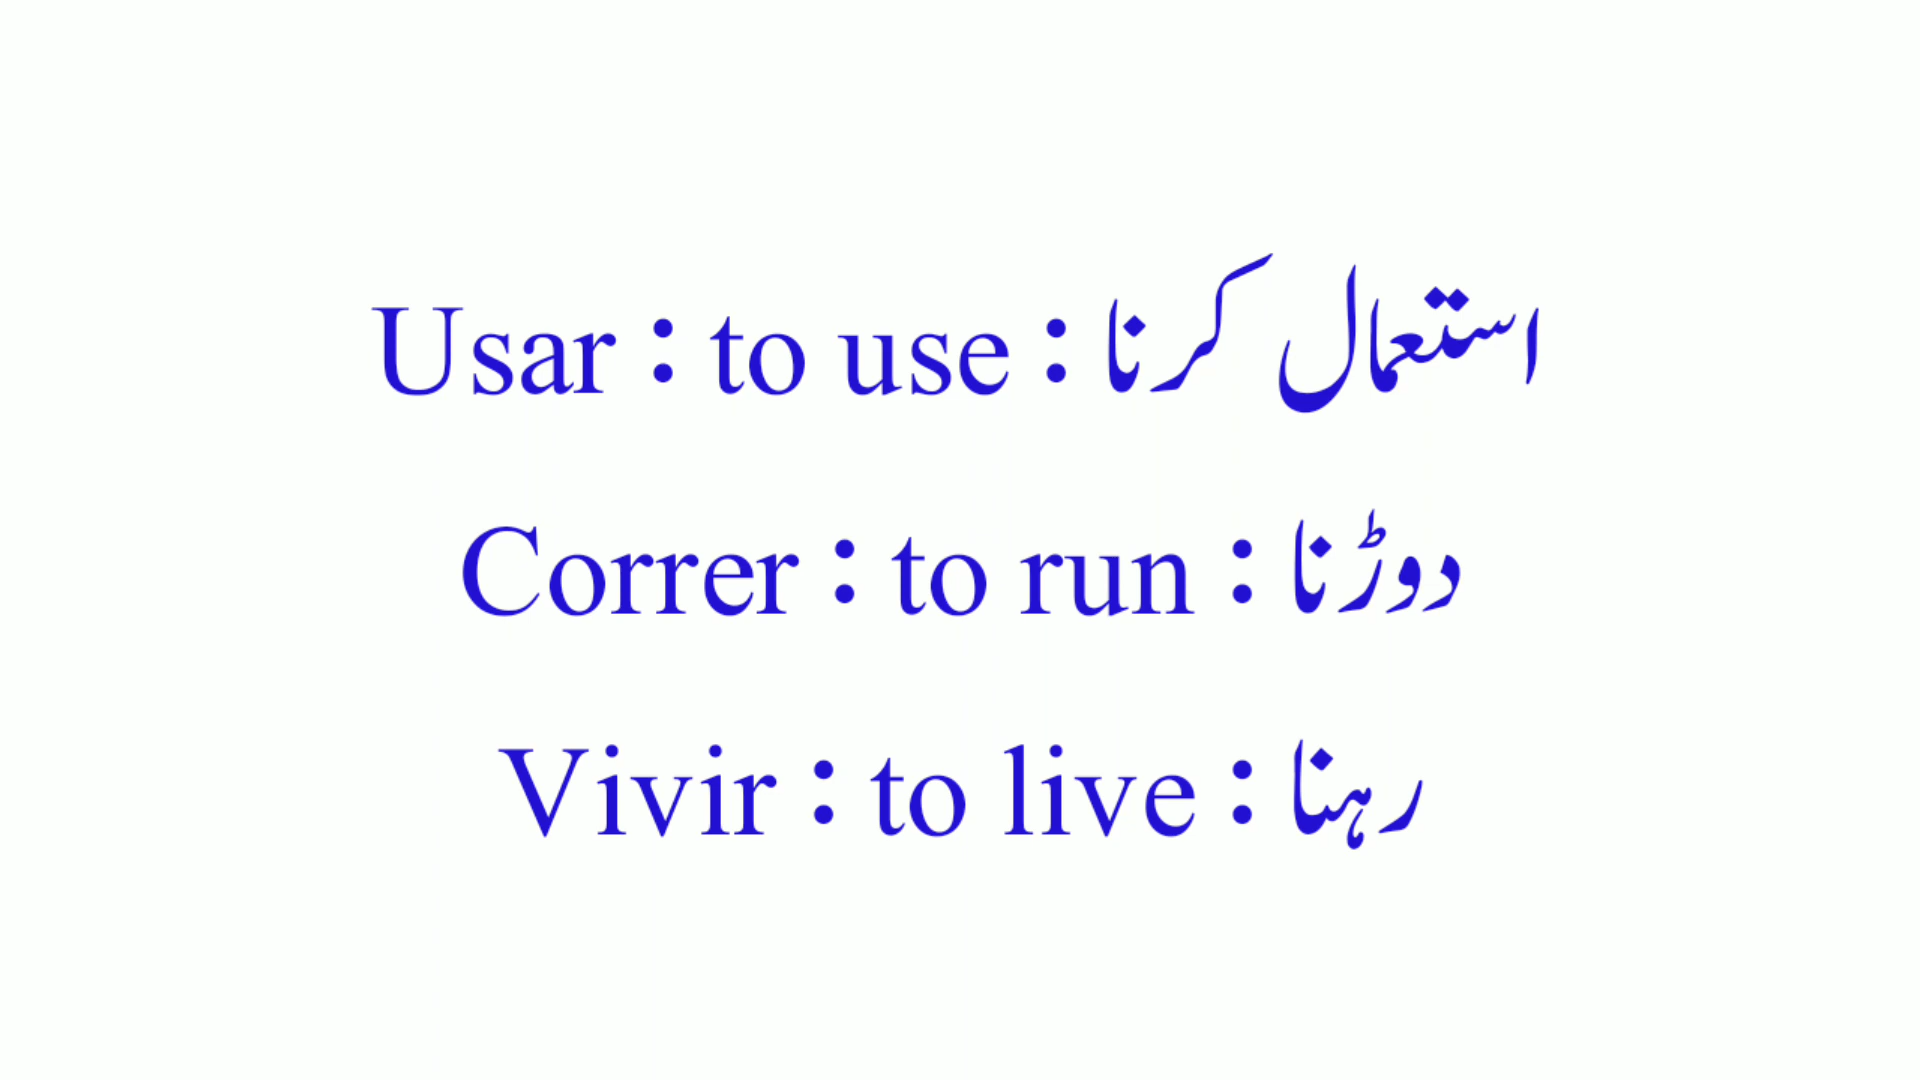 Usar : to use : استعمال کرنا
Correr : to run : دوڑنا
Vivir : to live : رہنا